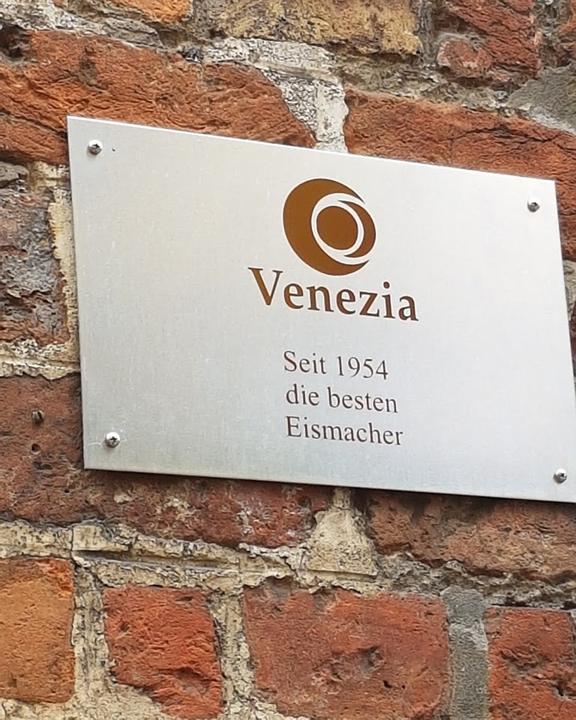 Venezia
Seit 1954
die besten
Eismacher